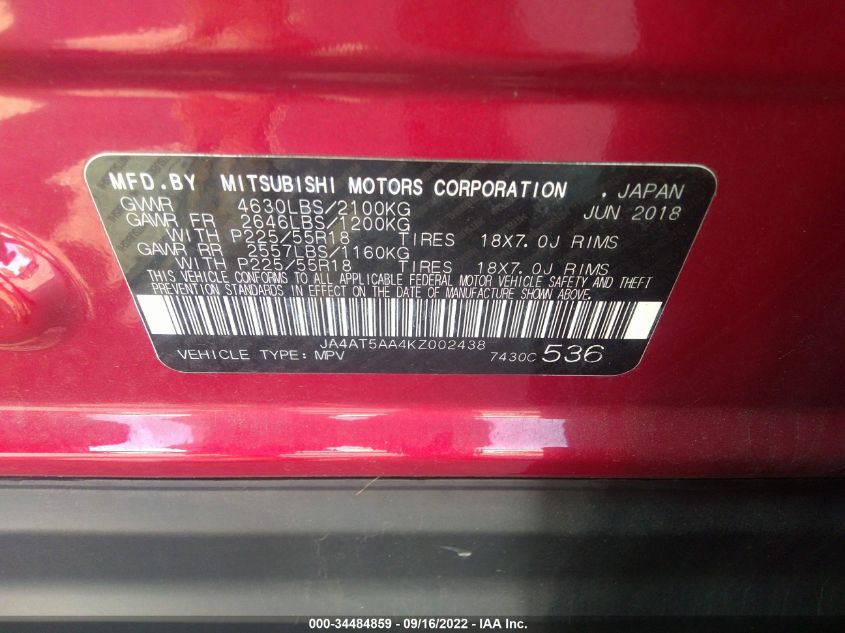 MFD.BY MITSUBISHI MOTORS CORPORATION . JAPAN
GVWR 4630LBS/2100KG JUN 2018
GAWR FR 2646LBS/1200KG
WITH P225/55R18 TIRES 18X7.0J RIMS
GAWR RR 2557LBS/1160KG
WITH P225/55R18 TIRES 18X7.0J RIMS
THIS VEHICLE CONFORMS TO ALL APPLICABLE FEDERAL MOTOR VEHICLE SAFETY AND THEFT
PREVENTION STANDARDS IN EFFECT ON THE DATE OF MANUFACTURE SHOWN ABOVE.
JA4AT5AA4KZ002438
VEHICLE TYPE: MPV 7430C 536
000-34484859 / 09/16/2022 - IAA Inc.